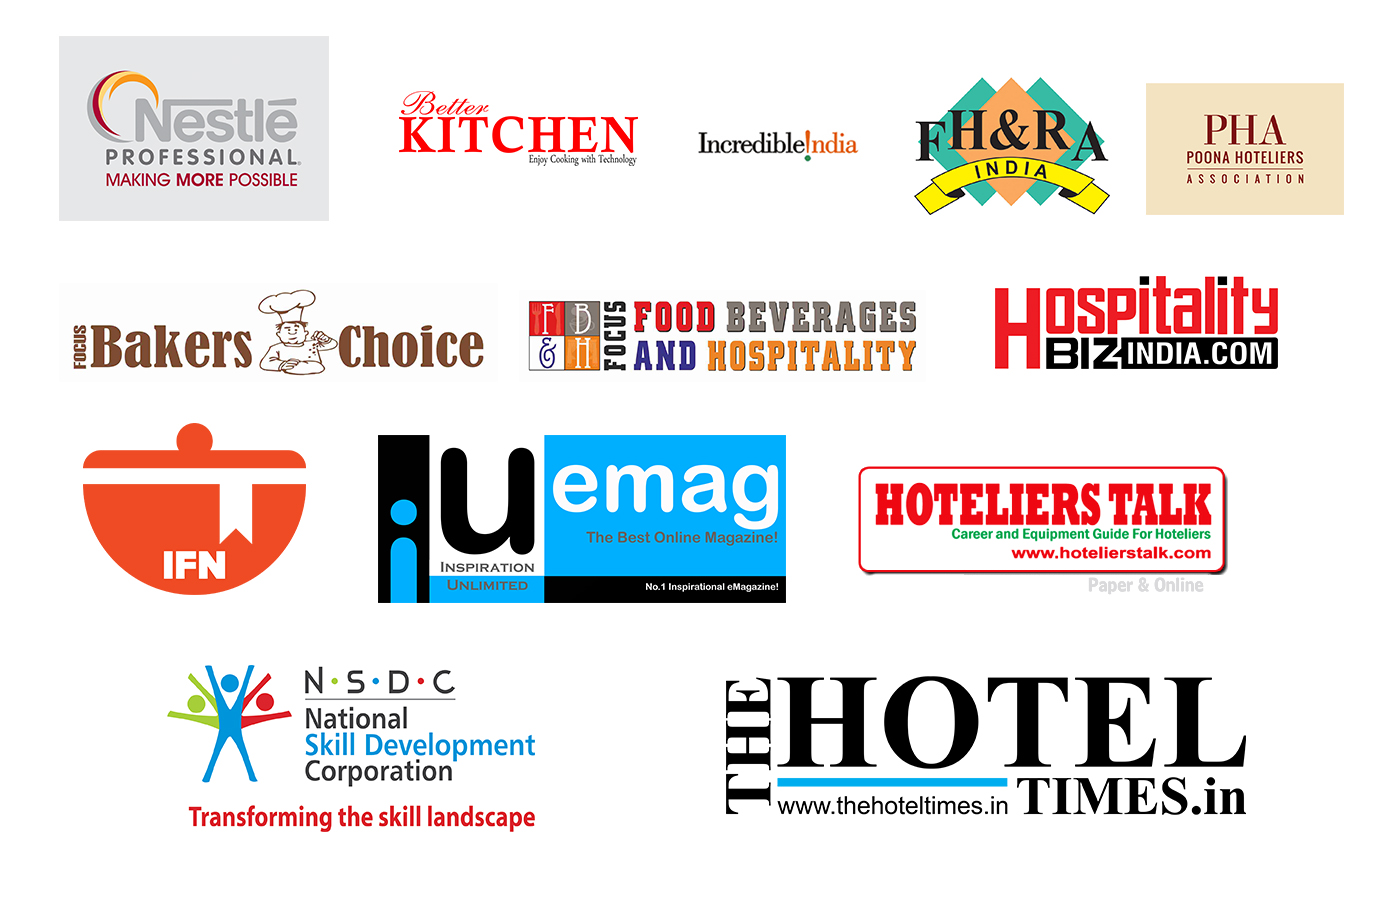 Nestlé
PROFESSIONAL
MAKING MORE POSSIBLE
Better
KITCHEN
Enjoy Cooking with Technology
Incredible!ndia
FH&RA
INDIA
PHA
POONA HOTELIERS
ASSOCIATION
FOCUS
Bakers Choice
F B
& H
FOCUS
FOOD BEVERAGES
AND HOSPITALITY
HOSPITALITY
BIZINDIA.COM
IFN
iU
INSPIRATION
UNLIMITED
emag
The Best Online Magazine!
No.1 Inspirational eMagazine!
HOTELIERS TALK
Career and Equipment Guide For Hoteliers
www.hotelierstalk.com
Paper & Online
N·S·D·C
National
Skill Development
Corporation
Transforming the skill landscape
THE
HOTEL
TIMES.in
www.thehoteltimes.in